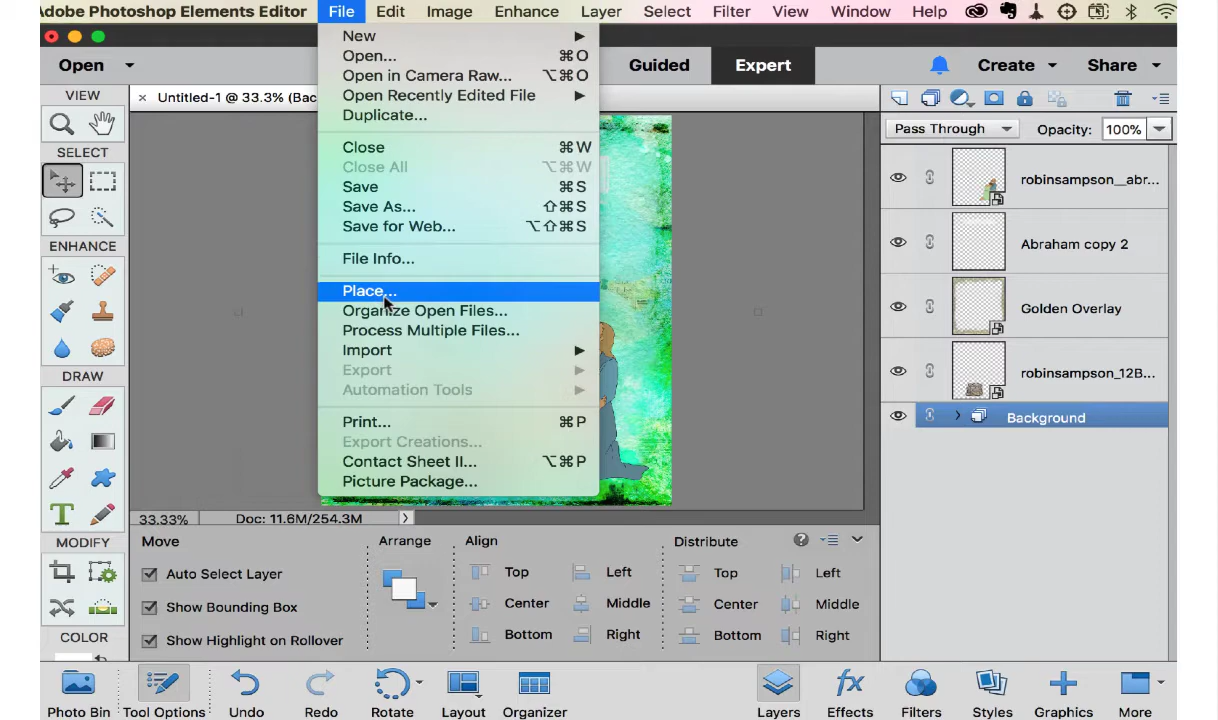 Adobe Photoshop Elements Editor File Edit Image Enhance Layer Select Filter View Window Help
Open Guided Expert Create Share
VIEW
SELECT
ENHANCE
DRAW
T
MODIFY
COLOR
× Untitled-1 @ 33.3% (Bac
New
Open... ⌘O
Open in Camera Raw... ⌥⌘O
Open Recently Edited File
Duplicate...
Close ⌘W
Close All ⌥⌘W
Save ⌘S
Save As... ⇧⌘S
Save for Web... ⌥⇧⌘S
File Info...
Place...
Organize Open Files...
Process Multiple Files...
Import
Export
Automation Tools
Print... ⌘P
Export Creations...
Contact Sheet II... ⌥⌘P
Picture Package...
Pass Through Opacity: 100%
robinsampson__abr...
Abraham copy 2
Golden Overlay
robinsampson_12B...
Background
33.33% Doc: 11.6M/254.3M
Move Arrange Align Distribute
Auto Select Layer Top Left Top Left
Show Bounding Box Center Middle Center Middle
Show Highlight on Rollover Bottom Right Bottom Right
Photo Bin Tool Options Undo Redo Rotate Layout Organizer Layers fx Effects Filters Styles Graphics More